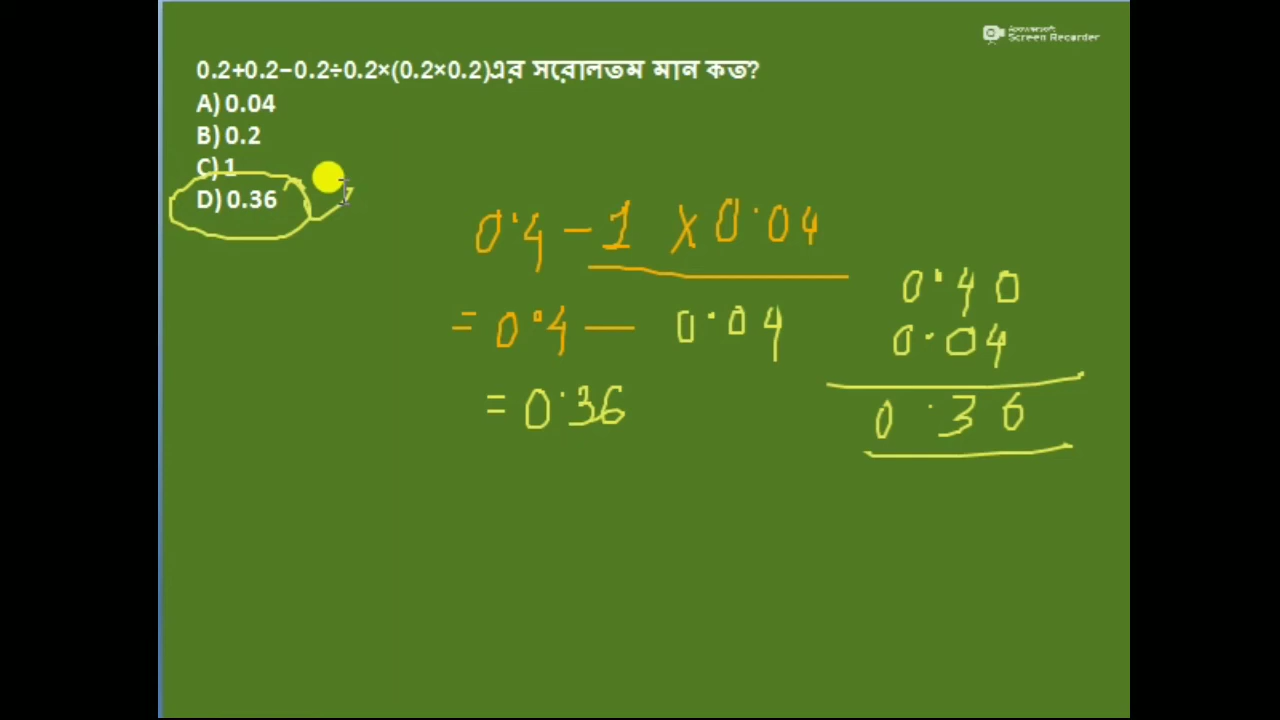 Apowersoft
Screen Recorder
0.2+0.2−0.2÷0.2×(0.2×0.2)এর সরোলতম মান কত?
A) 0.04
B) 0.2
C) 1
D) 0.36
0.4 − 1 × 0.04
= 0.4 − 0.04
= 0.36
0.40
0.04
0.36